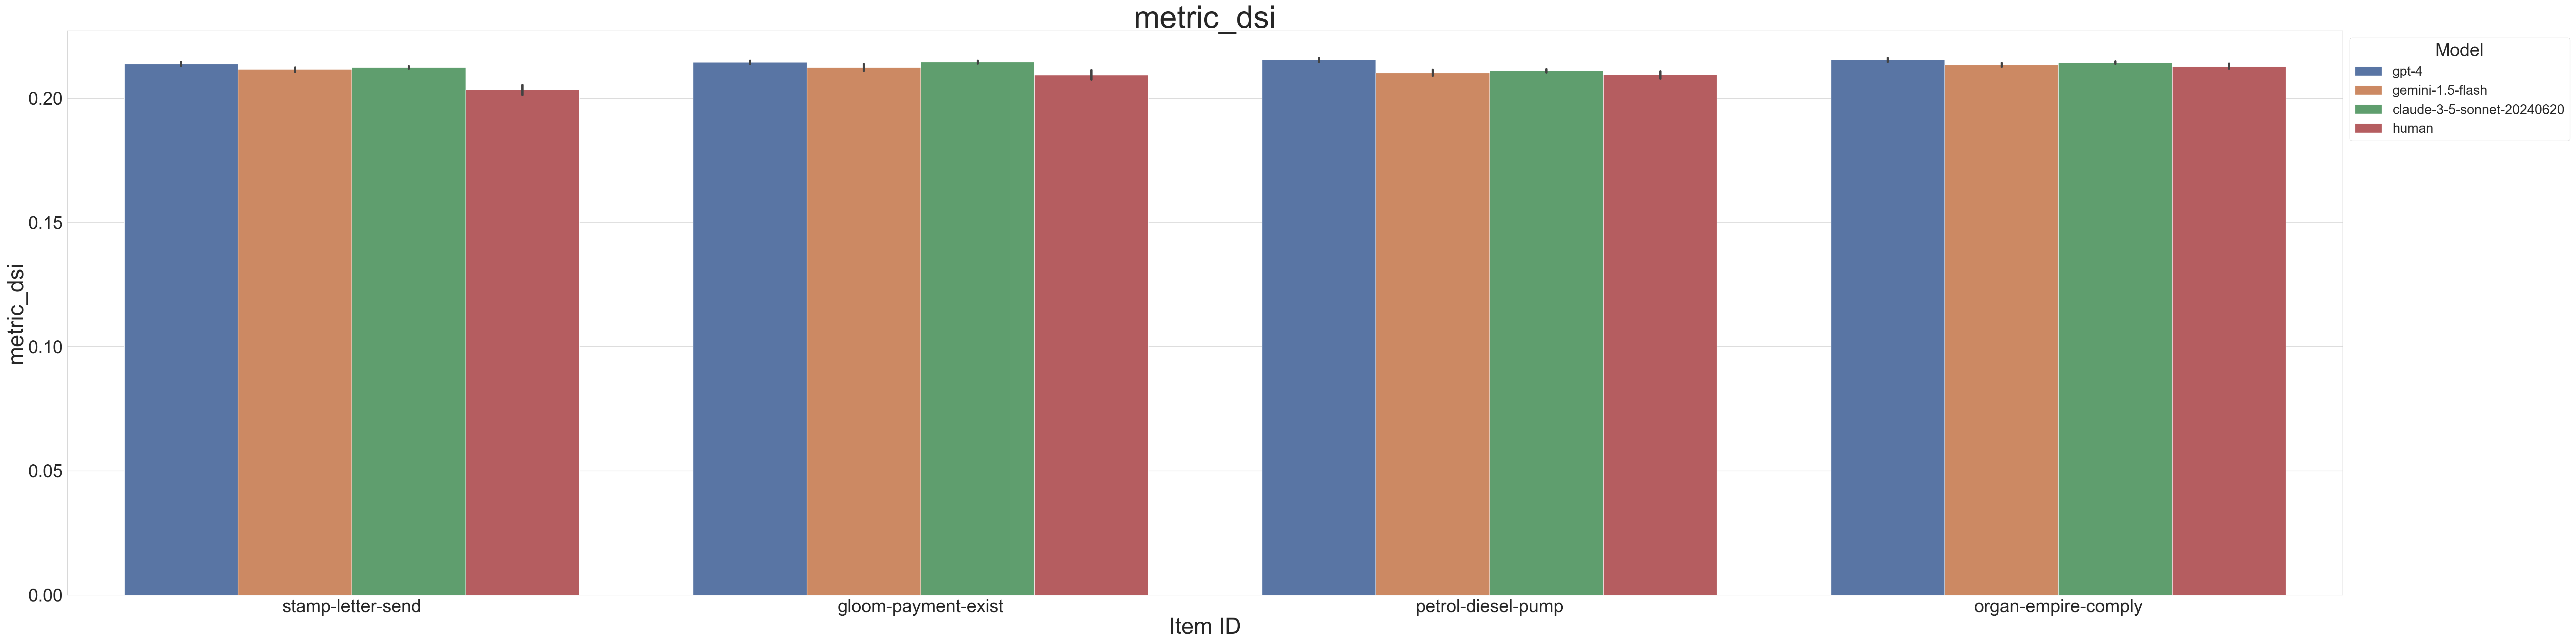 metric_dsi
metric_dsi
0.20
0.15
0.10
0.05
0.00
stamp-letter-send
gloom-payment-exist
petrol-diesel-pump
organ-empire-comply
Item ID
Model
gpt-4
gemini-1.5-flash
claude-3-5-sonnet-20240620
human